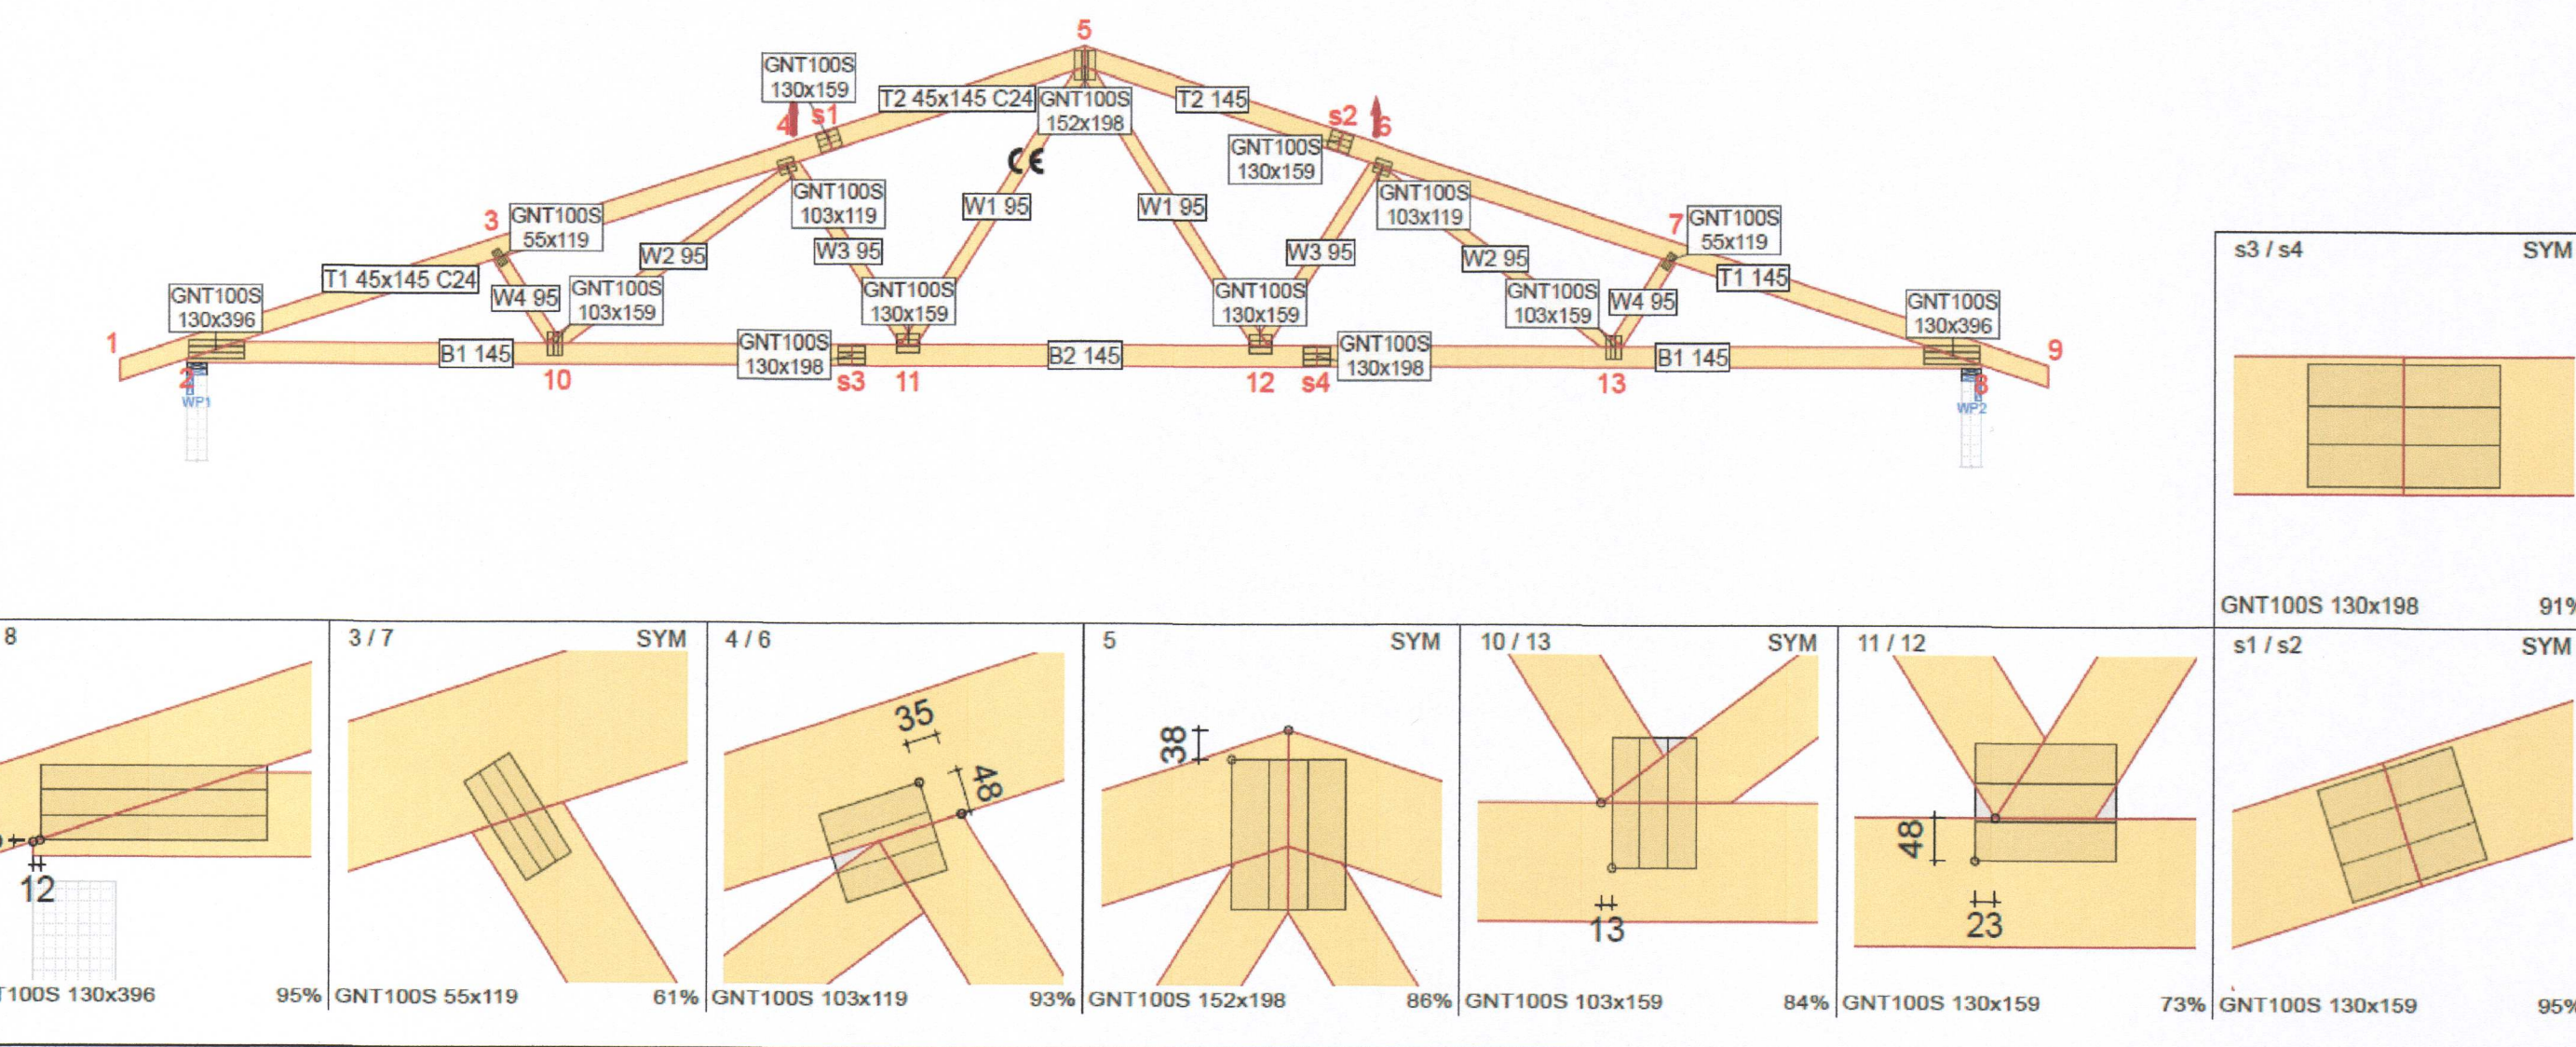 5
GNT100S
130x159
4
s1
T2 45x145 C24
GNT100S
152x198
T2 145
s2
6
GNT100S
130x159
CE
3
GNT100S
55x119
GNT100S
103x119
W1 95
W1 95
GNT100S
103x119
7
GNT100S
55x119
T1 45x145 C24
W2 95
W3 95
W3 95
W2 95
T1 145
GNT100S
130x396
W4 95
GNT100S
103x159
GNT100S
130x159
GNT100S
130x159
GNT100S
103x159
W4 95
GNT100S
130x396
1
B1 145
GNT100S
130x198
B2 145
GNT100S
130x198
B1 145
9
2
WP1
10
s3
11
12
s4
13
8
WP2
s3 / s4
SYM
GNT100S 130x198
91%
8
12
T100S 130x396
95%
3 / 7
SYM
GNT100S 55x119
61%
4 / 6
35
48
GNT100S 103x119
93%
5
SYM
38
GNT100S 152x198
86%
10 / 13
SYM
13
GNT100S 103x159
84%
11 / 12
48
23
GNT100S 130x159
73%
s1 / s2
SYM
GNT100S 130x159
95%